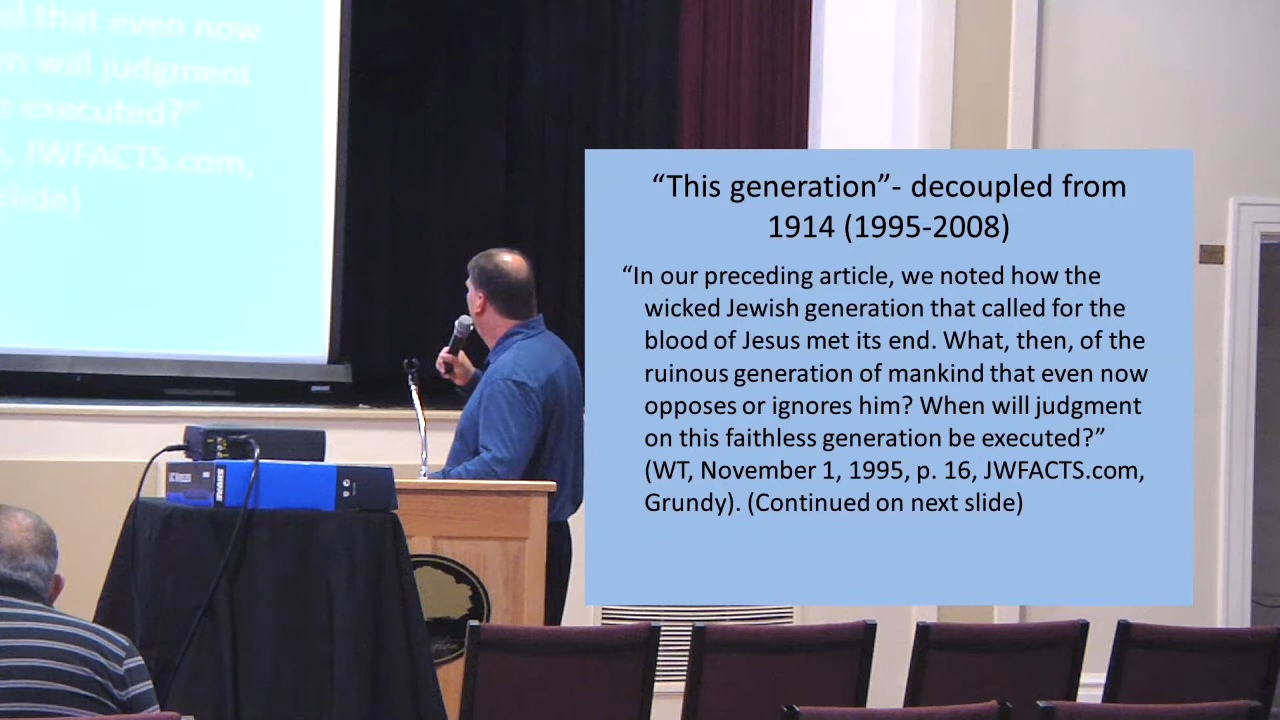 d that even now
en will judgment
e executed?”
, JWFACTS.com,
slide)
“This generation”- decoupled from
1914 (1995-2008)
“In our preceding article, we noted how the
wicked Jewish generation that called for the
blood of Jesus met its end. What, then, of the
ruinous generation of mankind that even now
opposes or ignores him? When will judgment
on this faithless generation be executed?”
(WT, November 1, 1995, p. 16, JWFACTS.com,
Grundy). (Continued on next slide)